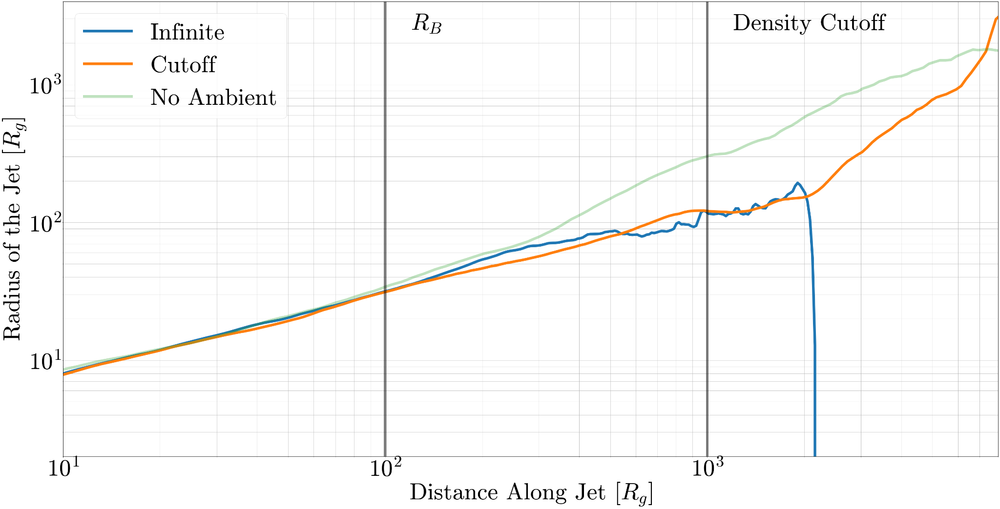 Infinite
Cutoff
No Ambient
R_B
Density Cutoff
10^3
10^2
10^1
Radius of the Jet [R_g]
10^1
10^2
10^3
Distance Along Jet [R_g]